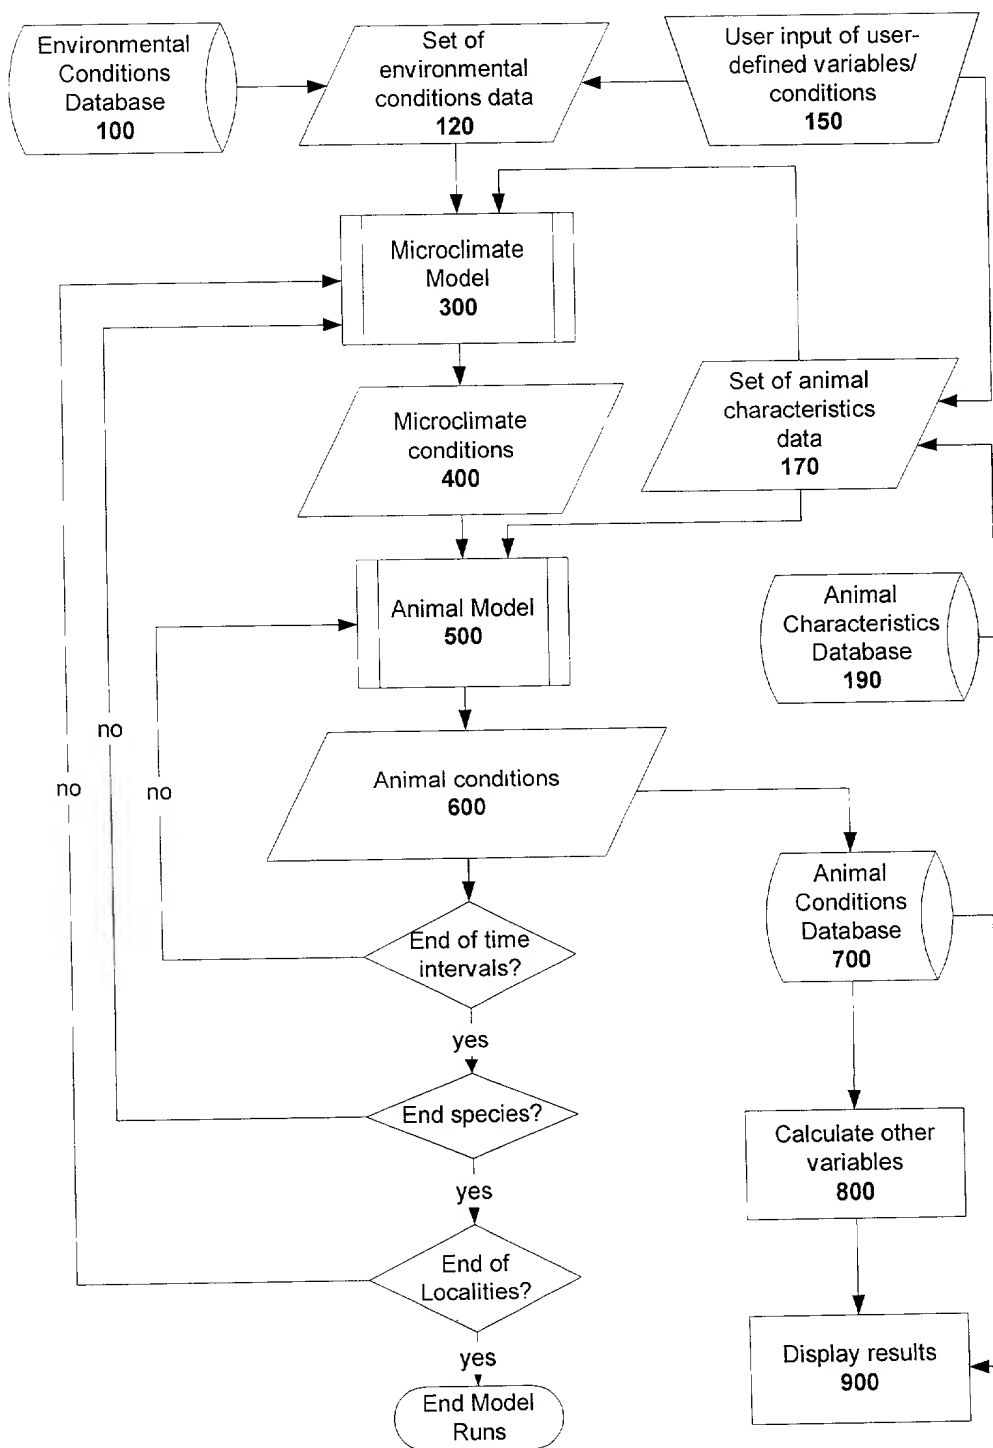 Environmental
Conditions
Database
100
Set of
environmental
conditions data
120
User input of user-
defined variables/
conditions
150
Microclimate
Model
300
Microclimate
conditions
400
Set of animal
characteristics
data
170
Animal Model
500
Animal
Characteristics
Database
190
no
no
no
Animal conditions
600
Animal
Conditions
Database
700
End of time
intervals?
yes
End species?
yes
Calculate other
variables
800
End of
Localities?
yes
Display results
900
End Model
Runs